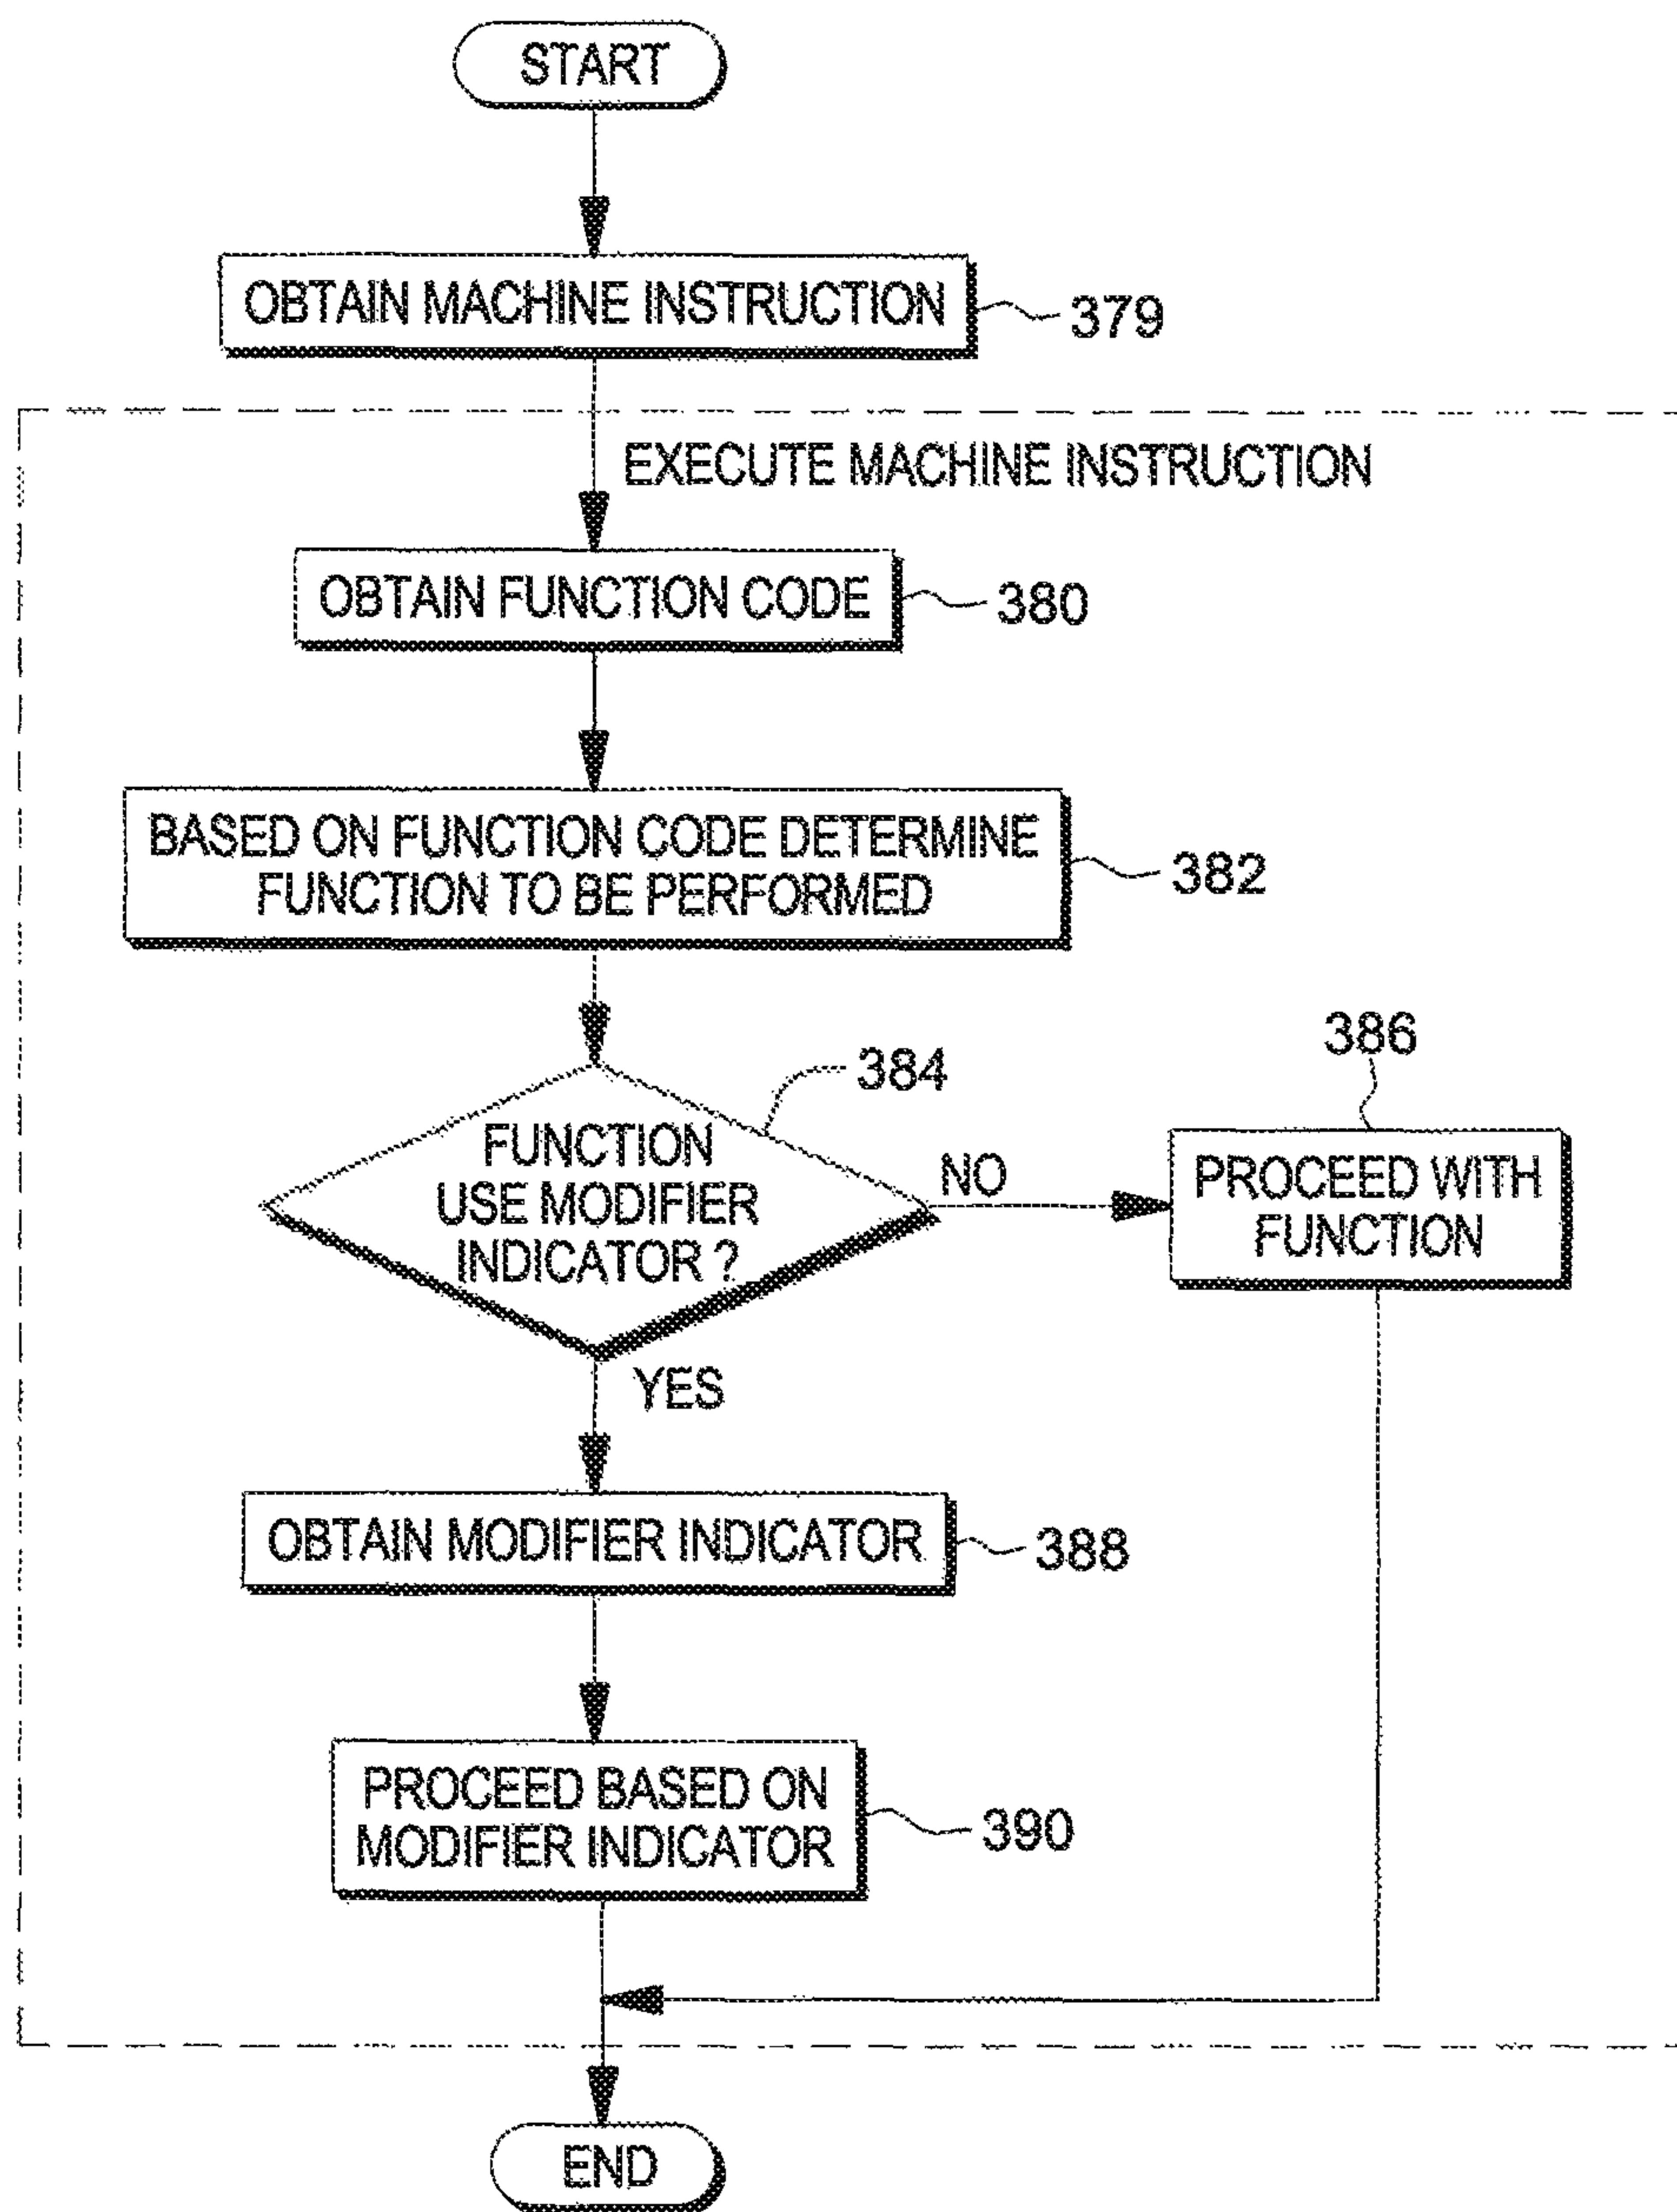 START
OBTAIN MACHINE INSTRUCTION
379
EXECUTE MACHINE INSTRUCTION
OBTAIN FUNCTION CODE
380
BASED ON FUNCTION CODE DETERMINE
FUNCTION TO BE PERFORMED
382
384
FUNCTION
USE MODIFIER
INDICATOR ?
NO
386
PROCEED WITH
FUNCTION
YES
OBTAIN MODIFIER INDICATOR
388
PROCEED BASED ON
MODIFIER INDICATOR
390
END